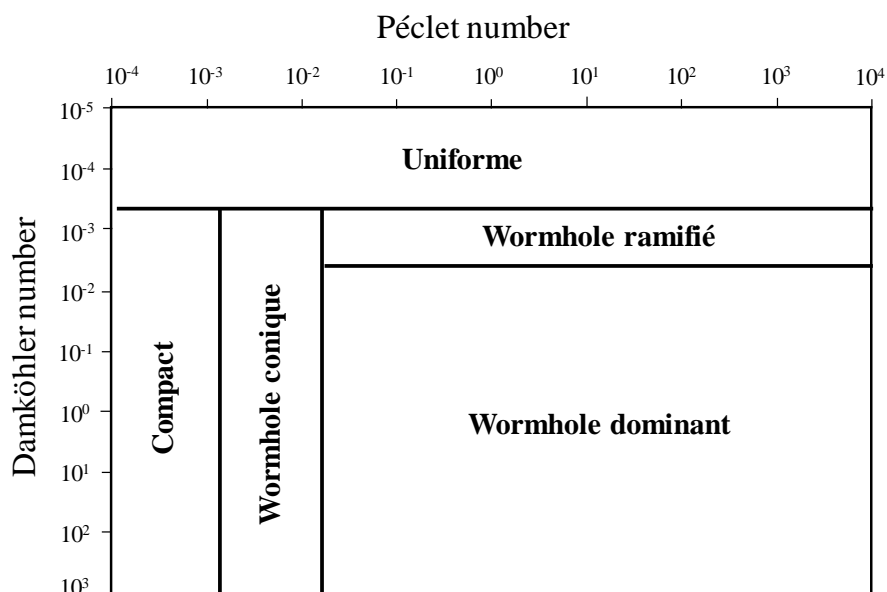 Péclet number
10⁻⁴ 10⁻³ 10⁻² 10⁻¹ 10⁰ 10¹ 10² 10³ 10⁴
Damköhler number
10⁻⁵
10⁻⁴
10⁻³
10⁻²
10⁻¹
10⁰
10¹
10²
10³
Uniforme
Wormhole ramifié
Compact
Wormhole conique
Wormhole dominant